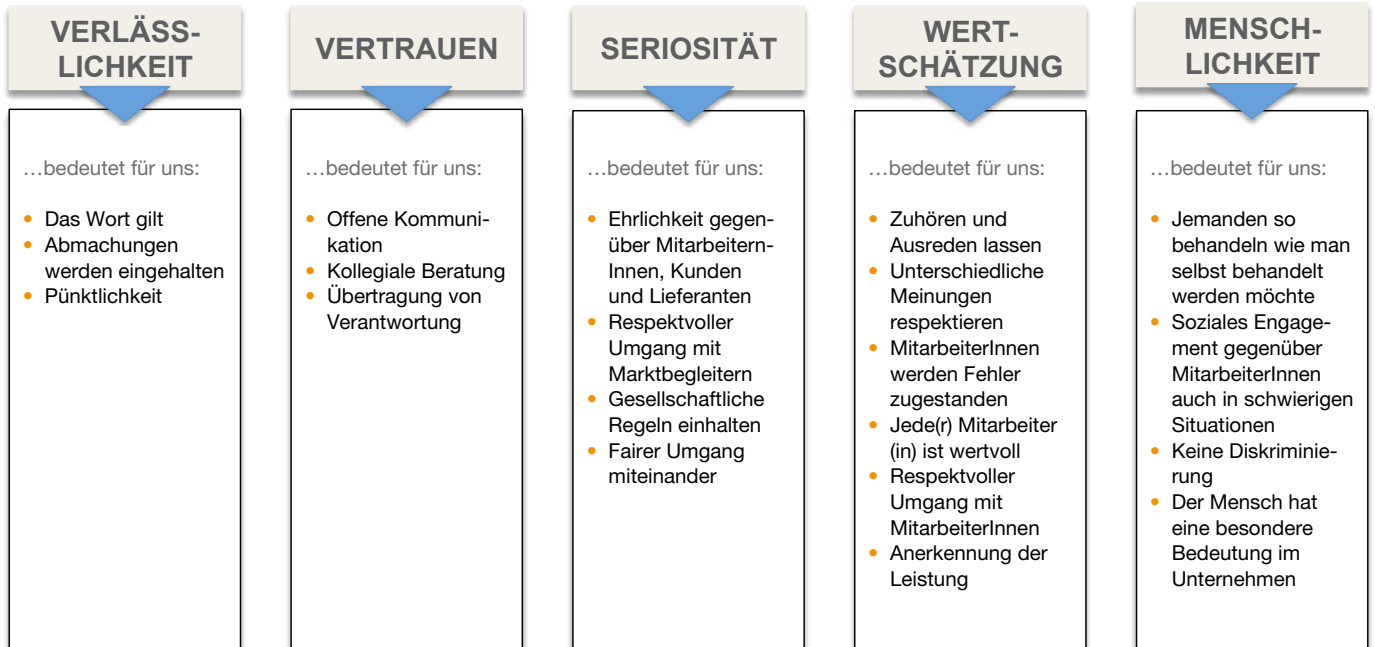 VERLÄSS-
LICHKEIT
…bedeutet für uns:
• Das Wort gilt
• Abmachungen
werden eingehalten
• Pünktlichkeit
VERTRAUEN
…bedeutet für uns:
• Offene Kommuni-
kation
• Kollegiale Beratung
• Übertragung von
Verantwortung
SERIOSITÄT
…bedeutet für uns:
• Ehrlichkeit gegen-
über Mitarbeitern-
Innen, Kunden
und Lieferanten
• Respektvoller
Umgang mit
Marktbegleitern
• Gesellschaftliche
Regeln einhalten
• Fairer Umgang
miteinander
WERT-
SCHÄTZUNG
…bedeutet für uns:
• Zuhören und
Ausreden lassen
• Unterschiedliche
Meinungen
respektieren
• MitarbeiterInnen
werden Fehler
zugestanden
• Jede(r) Mitarbeiter
(in) ist wertvoll
• Respektvoller
Umgang mit
MitarbeiterInnen
• Anerkennung der
Leistung
MENSCH-
LICHKEIT
…bedeutet für uns:
• Jemanden so
behandeln wie man
selbst behandelt
werden möchte
• Soziales Engage-
ment gegenüber
MitarbeiterInnen
auch in schwierigen
Situationen
• Keine Diskriminie-
rung
• Der Mensch hat
eine besondere
Bedeutung im
Unternehmen